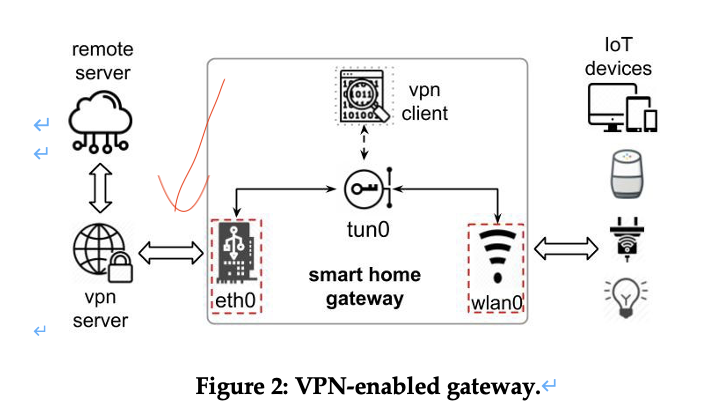 remote
server
IoT
devices
vpn
client
tun0
vpn
server
eth0
smart home
gateway
wlan0
Figure 2: VPN-enabled gateway.